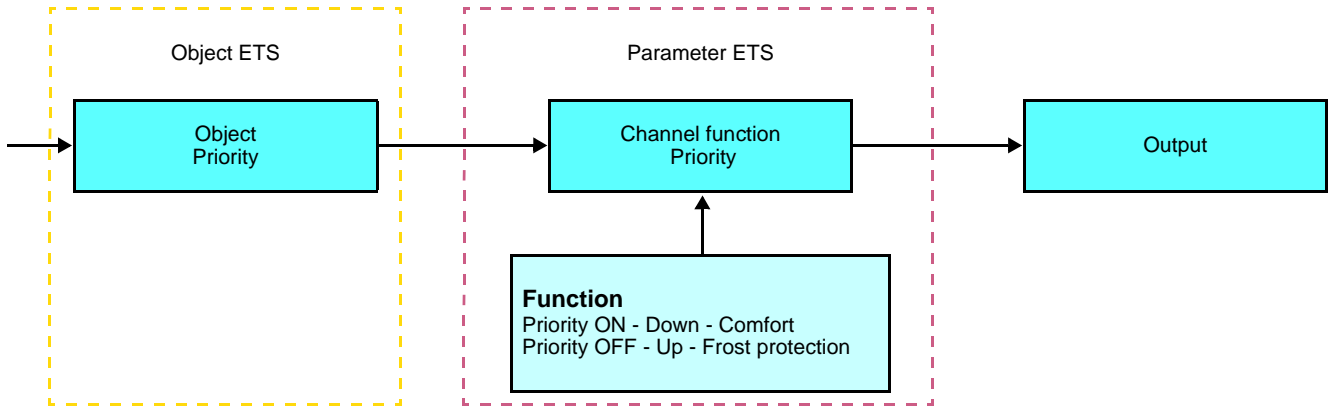 Object ETS
Parameter ETS
Object
Priority
Channel function
Priority
Output
Function
Priority ON - Down - Comfort
Priority OFF - Up - Frost protection